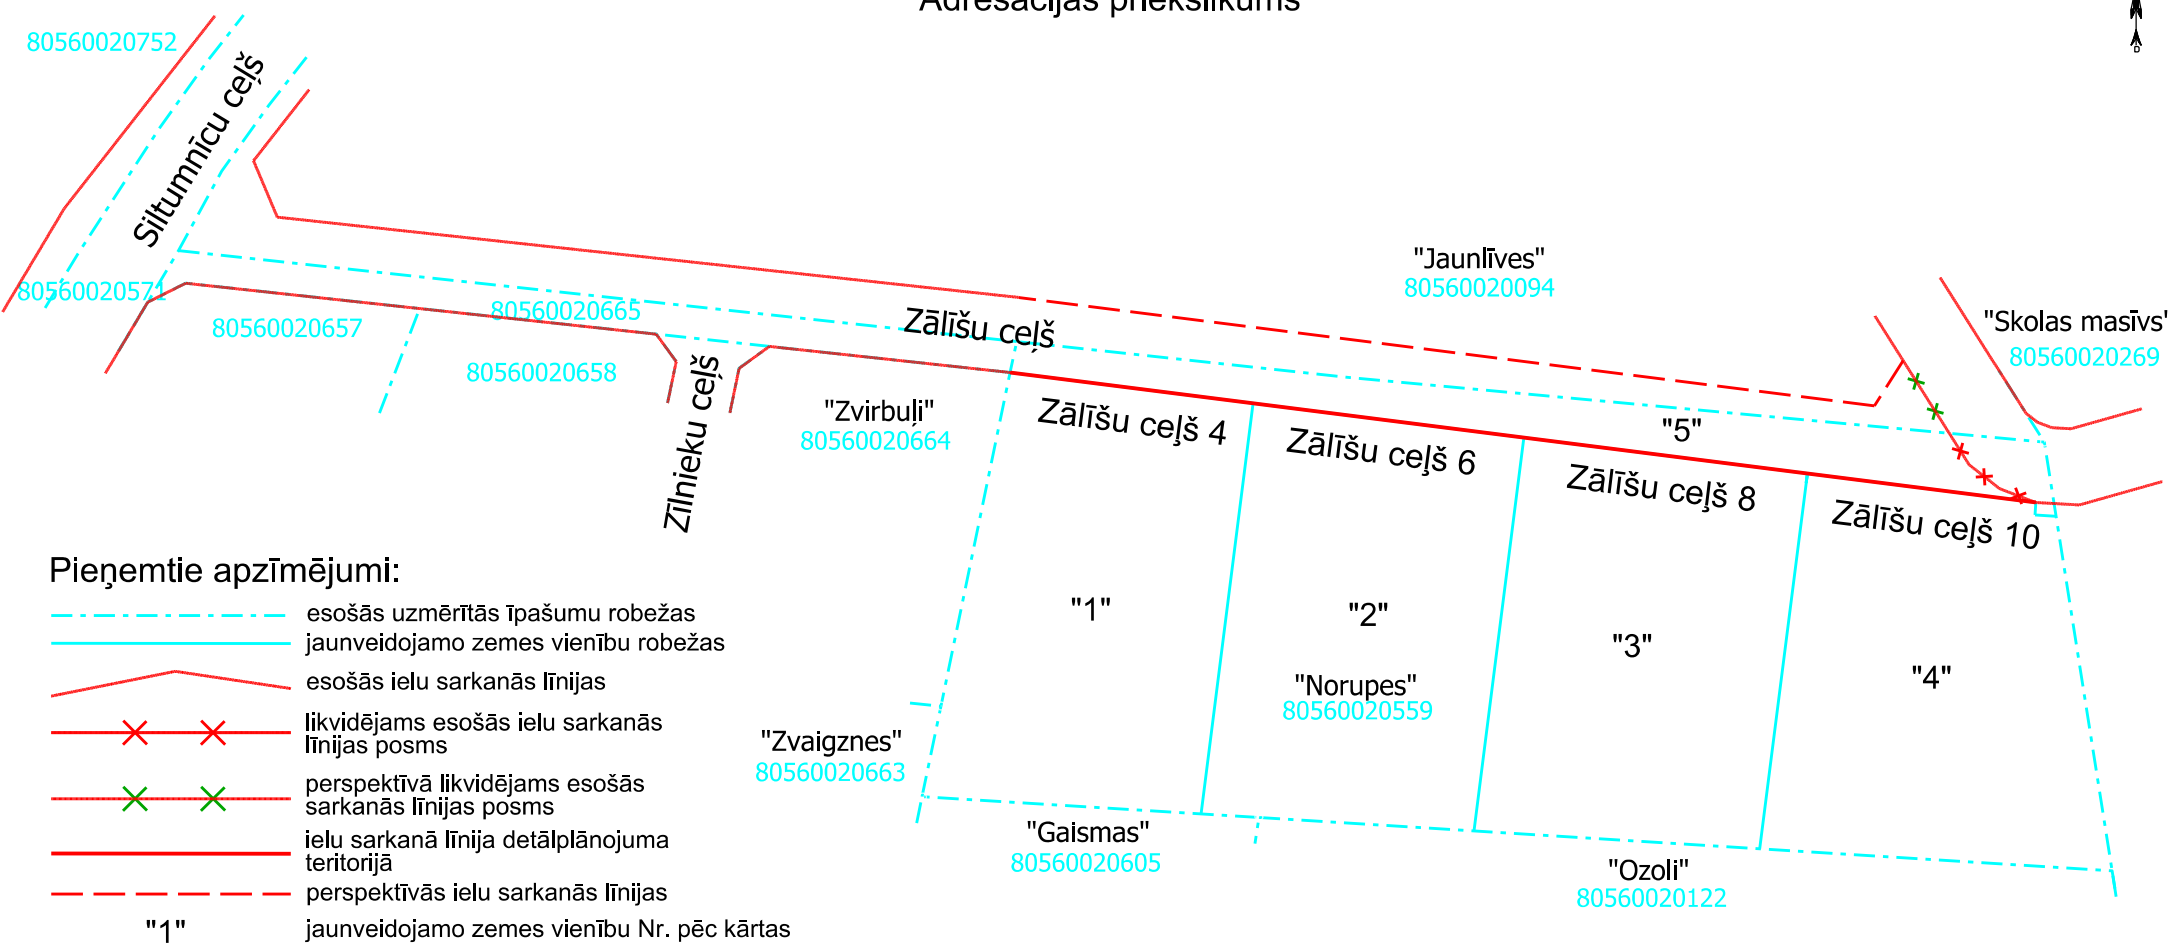 Adresācijas priekšlikums
80560020752
Siltumnīcu ceļš
80560020571
80560020657
80560020665
80560020658
Zīlnieku ceļš
"Zvirbuļi"
80560020664
Zālīšu ceļš
"Jaunlīves"
80560020094
"Skolas masīvs"
80560020269
"5"
Zālīšu ceļš 4
Zālīšu ceļš 6
Zālīšu ceļš 8
Zālīšu ceļš 10
"1"
"2"
"3"
"4"
"Norupes"
80560020559
"Zvaigznes"
80560020663
"Gaismas"
80560020605
"Ozoli"
80560020122
Pieņemtie apzīmējumi:
esošās uzmērītās īpašumu robežas
jaunveidojamo zemes vienību robežas
esošās ielu sarkanās līnijas
likvidējams esošās ielu sarkanās
līnijas posms
perspektīvā likvidējams esošās
sarkanās līnijas posms
ielu sarkanā līnija detālplānojuma
teritorijā
perspektīvās ielu sarkanās līnijas
"1" jaunveidojamo zemes vienību Nr. pēc kārtas